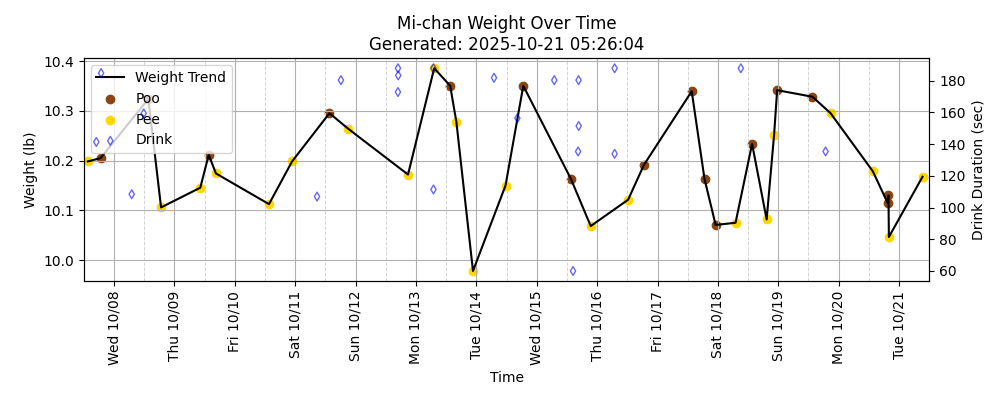 Mi-chan Weight Over Time
Generated: 2025-10-21 05:26:04
Weight Trend
Poo
Pee
Drink
Weight (lb)
10.4
10.3
10.2
10.1
10.0
Drink Duration (sec)
180
160
140
120
100
80
60
Wed 10/08
Thu 10/09
Fri 10/10
Sat 10/11
Sun 10/12
Mon 10/13
Tue 10/14
Wed 10/15
Thu 10/16
Fri 10/17
Sat 10/18
Sun 10/19
Mon 10/20
Tue 10/21
Time